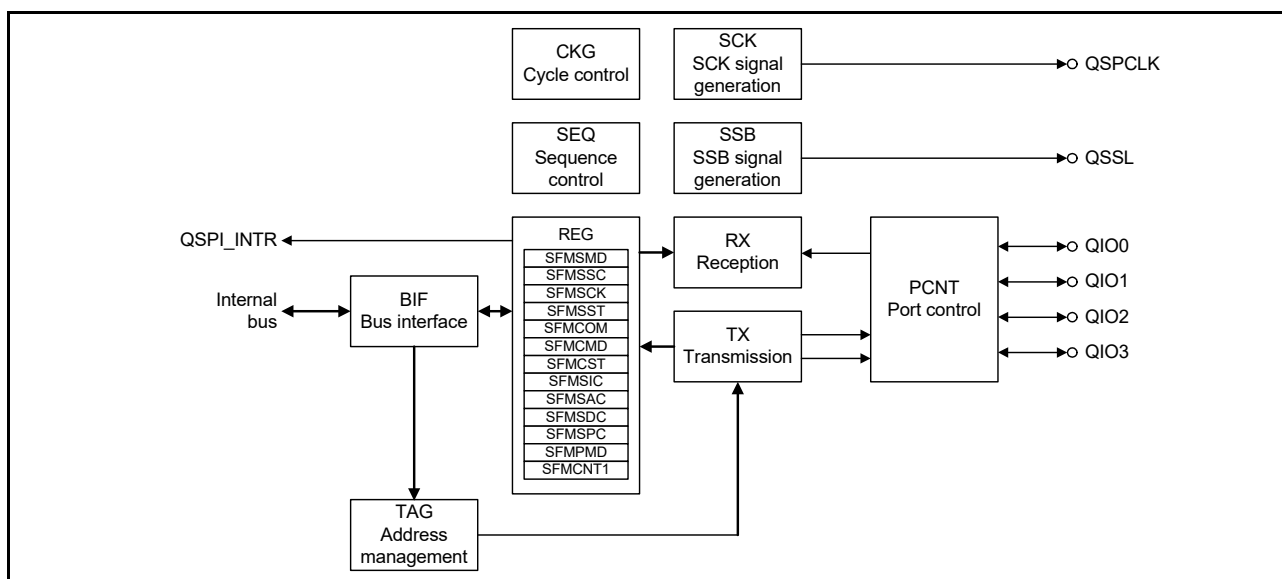 CKG
Cycle control
SCK
SCK signal
generation
QSPCLK
SEQ
Sequence
control
SSB
SSB signal
generation
QSSL
QSPI_INTR
REG
SFMSMD
SFMSSC
SFMSCK
SFMSST
SFMCOM
SFMCMD
SFMCST
SFMSIC
SFMSAC
SFMSDC
SFMSPC
SFMPMD
SFMCNT1
RX
Reception
PCNT
Port control
QIO0
QIO1
QIO2
QIO3
Internal
bus
BIF
Bus interface
TX
Transmission
TAG
Address
management